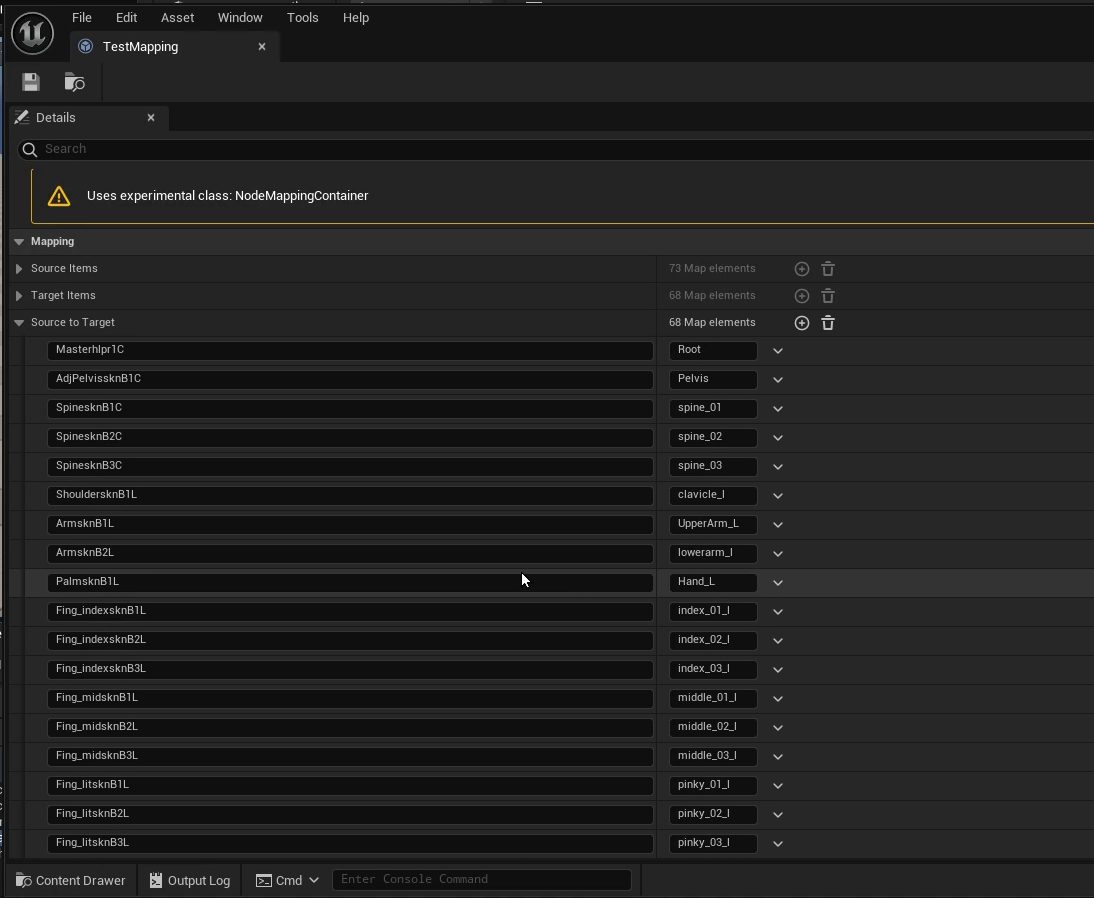 File Edit Asset Window Tools Help
TestMapping
Details
Search
Uses experimental class: NodeMappingContainer
Mapping
Source Items 73 Map elements
Target Items 68 Map elements
Source to Target 68 Map elements
Masterhlpr1C Root
AdjPelvissknB1C Pelvis
SpinesknB1C spine_01
SpinesknB2C spine_02
SpinesknB3C spine_03
ShouldersknB1L clavicle_l
ArmsknB1L UpperArm_L
ArmsknB2L lowerarm_l
PalmsknB1L Hand_L
Fing_indexsknB1L index_01_l
Fing_indexsknB2L index_02_l
Fing_indexsknB3L index_03_l
Fing_midsknB1L middle_01_l
Fing_midsknB2L middle_02_l
Fing_midsknB3L middle_03_l
Fing_litsknB1L pinky_01_l
Fing_litsknB2L pinky_02_l
Fing_litsknB3L pinky_03_l
Content Drawer Output Log Cmd Enter Console Command